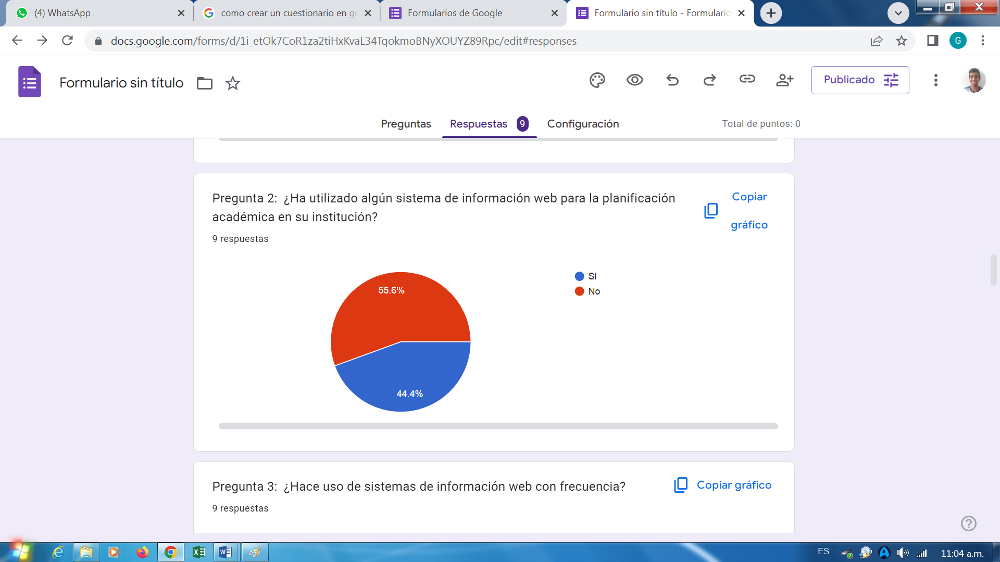 (4) WhatsApp
como crear un cuestionario en go
Formularios de Google
Formulario sin título - Formulario
docs.google.com/forms/d/1i_etOk7CoR1za2tiHxKvaL34TqokmoBNyXOUYZ89Rpc/edit#responses
G
Formulario sin título
Publicado
Preguntas
Respuestas 9
Configuración
Total de puntos: 0
Pregunta 2: ¿Ha utilizado algún sistema de información web para la planificación
académica en su institución?
Copiar
gráfico
9 respuestas
Si
No
55.6%
44.4%
Pregunta 3: ¿Hace uso de sistemas de información web con frecuencia?
Copiar gráfico
9 respuestas
ES
11:04 a.m.